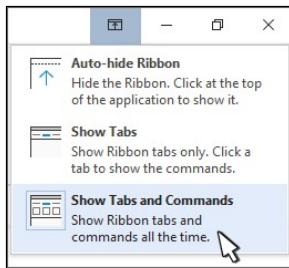 Auto-hide Ribbon
Hide the Ribbon. Click at the top
of the application to show it.
Show Tabs
Show Ribbon tabs only. Click a
tab to show the commands.
Show Tabs and Commands
Show Ribbon tabs and
commands all the time.